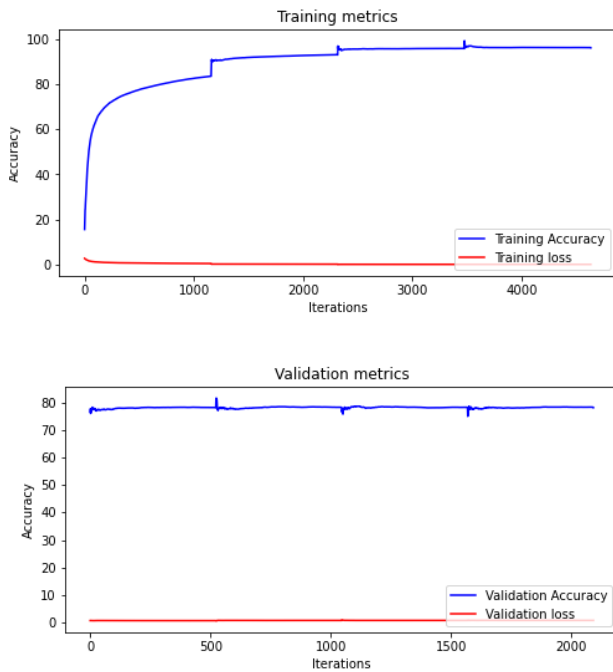 Training metrics
100
80
60
40
20
0
Accuracy
Training Accuracy
Training loss
0 1000 2000 3000 4000
Iterations
Validation metrics
80
70
60
50
40
30
20
10
0
Accuracy
Validation Accuracy
Validation loss
0 500 1000 1500 2000
Iterations